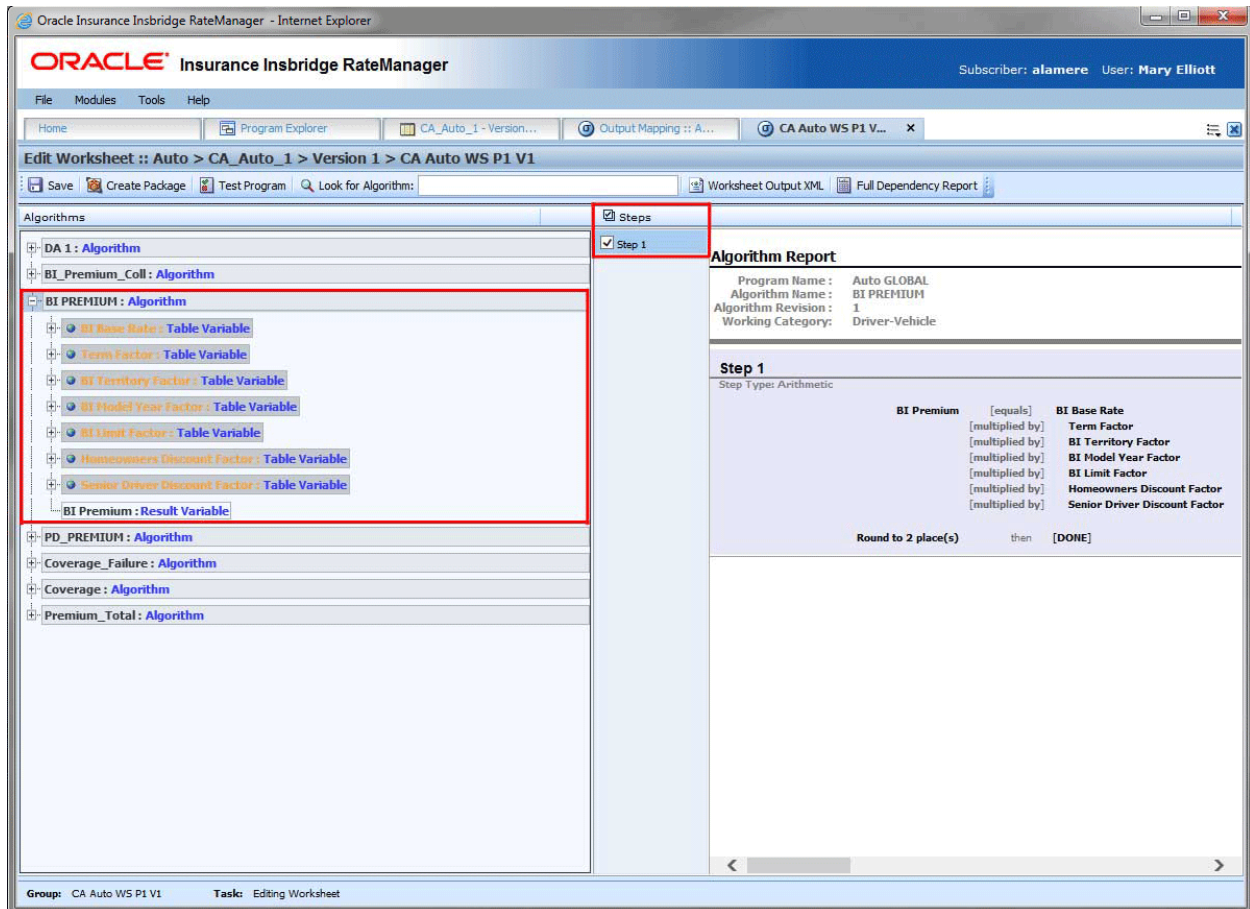 Oracle Insurance Insbridge RateManager - Internet Explorer
ORACLE Insurance Insbridge RateManager
Subscriber: alamere User: Mary Elliott
File Modules Tools Help
Home Program Explorer CA_Auto_1 - Version... Output Mapping :: A... CA Auto WS P1 V... X
Edit Worksheet :: Auto > CA_Auto_1 > Version 1 > CA Auto WS P1 V1
Save Create Package Test Program Look for Algorithm: Worksheet Output XML Full Dependency Report
Algorithms
DA 1 : Algorithm
BI_Premium_Coll : Algorithm
BI PREMIUM : Algorithm
BI Base Rate : Table Variable
Term Factor : Table Variable
BI Territory Factor : Table Variable
BI Model Year Factor : Table Variable
BI Limit Factor : Table Variable
Homeowners Discount Factor : Table Variable
Senior Driver Discount Factor : Table Variable
BI Premium : Result Variable
PD_PREMIUM : Algorithm
Coverage_Failure : Algorithm
Coverage : Algorithm
Premium_Total : Algorithm
Steps
Step 1
Algorithm Report
Program Name : Auto GLOBAL
Algorithm Name : BI PREMIUM
Algorithm Revision : 1
Working Category: Driver-Vehicle
Step 1
Step Type: Arithmetic
BI Premium [equals] BI Base Rate
[multiplied by] Term Factor
[multiplied by] BI Territory Factor
[multiplied by] BI Model Year Factor
[multiplied by] BI Limit Factor
[multiplied by] Homeowners Discount Factor
[multiplied by] Senior Driver Discount Factor
Round to 2 place(s) then [DONE]
Group: CA Auto WS P1 V1 Task: Editing Worksheet